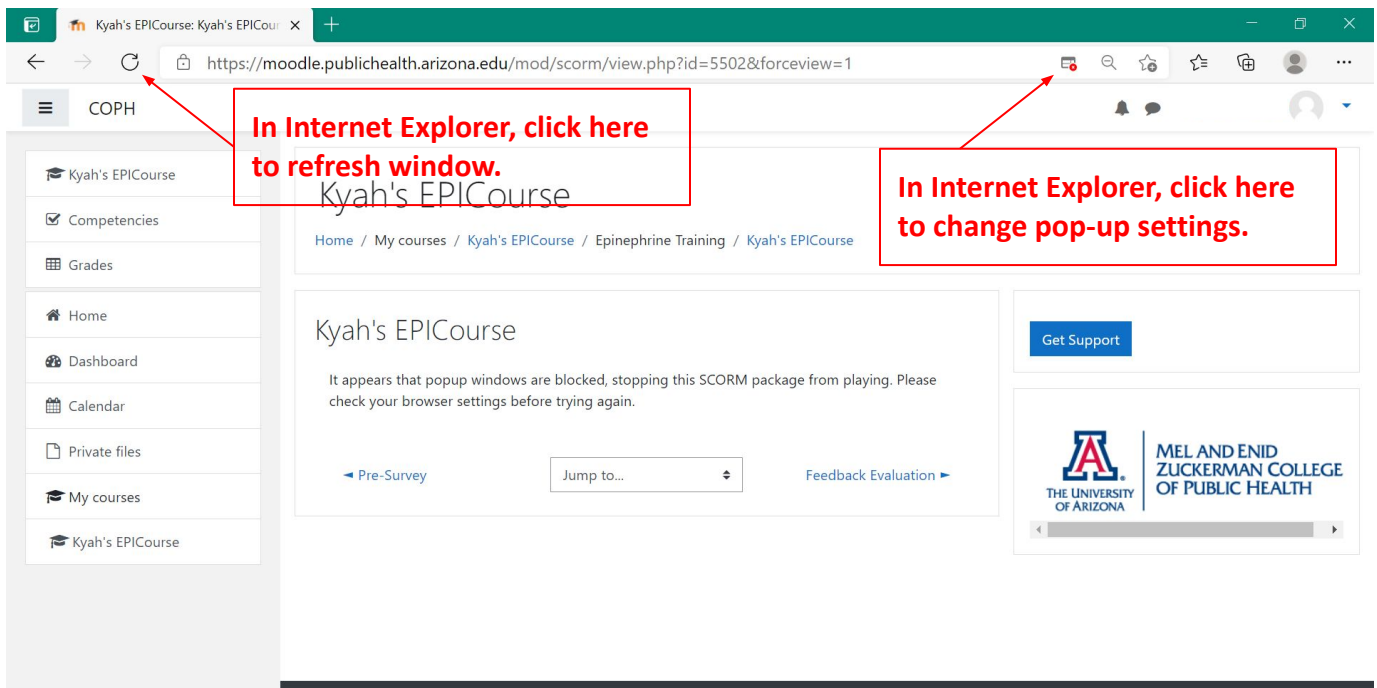 Kyah's EPICourse: Kyah's EPICour
https://moodle.publichealth.arizona.edu/mod/scorm/view.php?id=5502&forceview=1
COPH
In Internet Explorer, click here
to refresh window.
In Internet Explorer, click here
to change pop-up settings.
Kyah's EPICourse
Competencies
Grades
Home
Dashboard
Calendar
Private files
My courses
Kyah's EPICourse
Kyah's EPICourse
Home / My courses / Kyah's EPICourse / Epinephrine Training / Kyah's EPICourse
Kyah's EPICourse
It appears that popup windows are blocked, stopping this SCORM package from playing. Please
check your browser settings before trying again.
◄ Pre-Survey
Jump to...
Feedback Evaluation ►
Get Support
A
THE UNIVERSITY
OF ARIZONA
MEL AND ENID
ZUCKERMAN COLLEGE
OF PUBLIC HEALTH